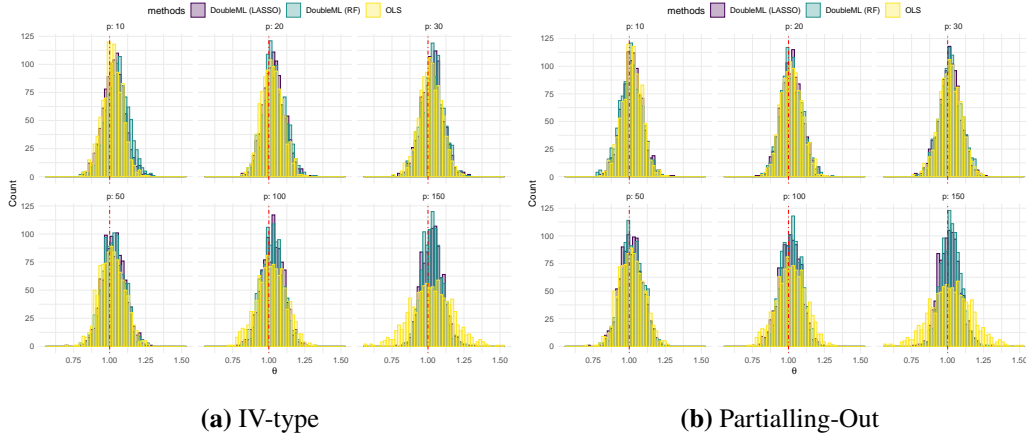 methods DoubleML (LASSO) DoubleML (RF) OLS
p: 10 p: 20 p: 30
125
100
75
50
25
0
Count
p: 50 p: 100 p: 150
125
100
75
50
25
0
0.75 1.00 1.25 1.50 0.75 1.00 1.25 1.50 0.75 1.00 1.25 1.50
θ
(a) IV-type
methods DoubleML (LASSO) DoubleML (RF) OLS
p: 10 p: 20 p: 30
125
100
75
50
25
0
Count
p: 50 p: 100 p: 150
125
100
75
50
25
0
0.75 1.00 1.25 1.50 0.75 1.00 1.25 1.50 0.75 1.00 1.25 1.50
θ
(b) Partialling-Out